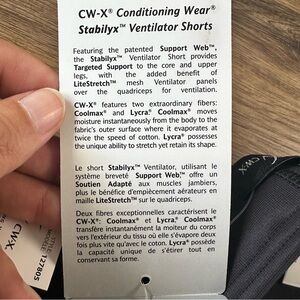 CW-X® Conditioning Wear®
Stabilyx™ Ventilator Shorts
Featuring the patented Support Web™,
the Stabilyx™ Ventilator Short provides
Targeted Support to the core and upper
legs, with the added benefit of
LiteStretch™ mesh Ventilator panels
over the quadriceps for ventilation.
CW-X® features two extraordinary fibers:
Coolmax® and Lycra.® Coolmax® moves
moisture instantaneously from the body to the
fabric's outer surface where it evaporates at
twice the speed of cotton. Lycra® possesses
the unique ability to stretch yet retain its shape.
Le short Stabilyx™ Ventilator, utilisant le
système breveté Support Web,™ offre un
Soutien Adapté aux muscles jambiers,
plus le bénéfice d'empiècement aérateurs en
maille LiteStretch™ sur le quadriceps.
Deux fibres exceptionnelles caractérisent le
CW-X®: Coolmax® et Lycra.® Coolmax®
transfère instantanément la moiteur du corps
vers l'extérieur du tissu où elle s'évapore deux
fois plus vite qu'avec le coton. Lycra® possède
la capacité unique de s'étirer tout en
conservant sa forme.
CW-X
127805
CW-X